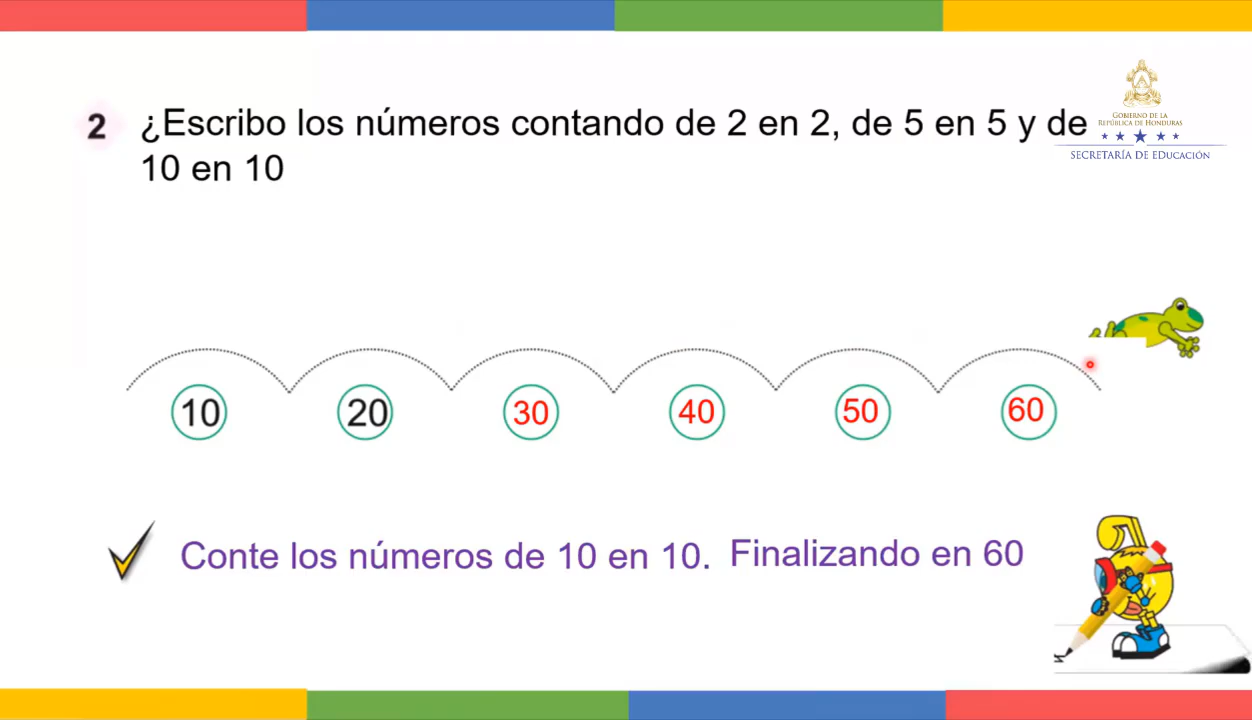 2 ¿Escribo los números contando de 2 en 2, de 5 en 5 y de
10 en 10
GOBIERNO DE LA
REPÚBLICA DE HONDURAS
SECRETARÍA DE EDUCACIÓN
10 20 30 40 50 60
Conte los números de 10 en 10. Finalizando en 60